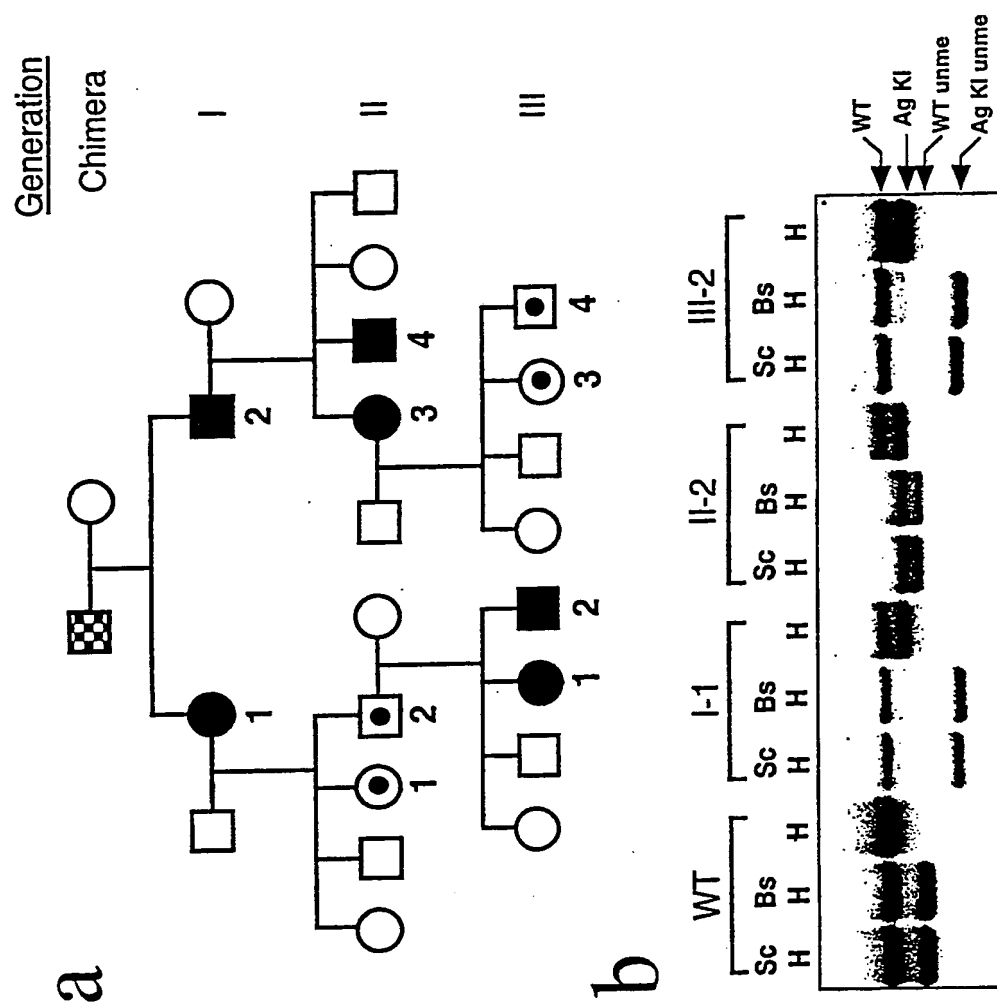 a
Generation
Chimera
I
1 2
II
1 2 3 4
III
1 2 3 4
b
WT I-1 II-2 III-2
Sc Bs Sc Bs Sc Bs Sc Bs
H H H H H H H H H H H H
WT
Ag KI
WT unme
Ag KI unme